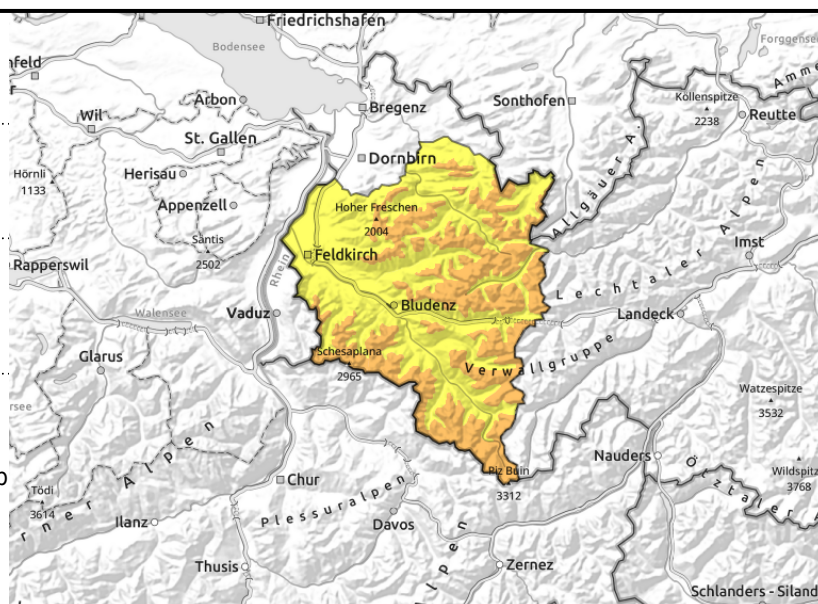 Friedrichshafen
Forggensee
Bodensee
nfeld
Arbon
Wil
Bregenz
Sonthofen
Köllenspitze
2238
Reutte
Amme
St. Gallen
Dornbirn
Herisau
Hörnli
1133
Appenzell
Allgäuer A.
Hoher Freschen
2004
Säntis
2502
Feldkirch
Imst
Rapperswil
Rhein
Lechtaler Alpen
Walensee
Vaduz
Bludenz
Landeck
Glarus
Schesaplana
2965
Verwallgruppe
Watzespitze
3532
Nauders
Piz Buin
3312
Wildspitz
3768
Ötztaler A
Tödi
3614
rner Alpen
Chur
Plessuralpen
Ilanz
Davos
Thusis
Alpen
Zernez
Schlanders - Siland